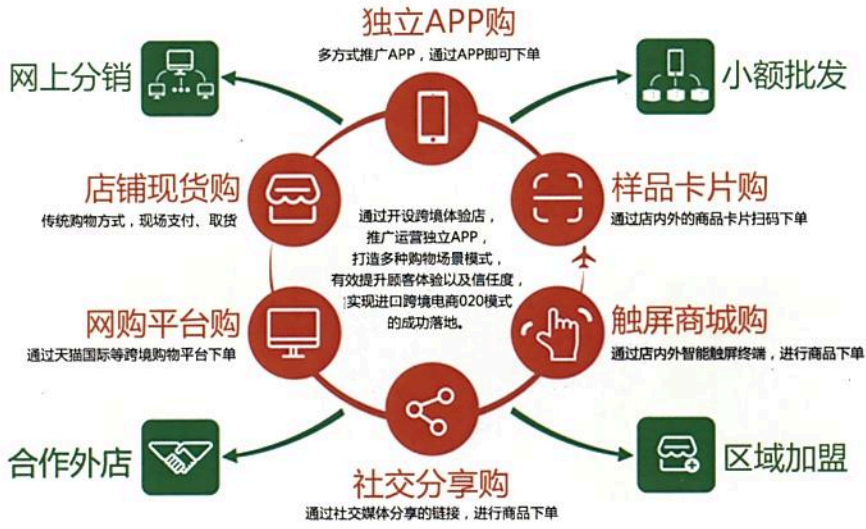 独立APP购
多方式推广APP，通过APP即可下单
网上分销
小额批发
店铺现货购
传统购物方式，现场支付、取货
样品卡片购
通过店内外的商品卡片扫码下单
通过开设跨境体验店，
推广运营独立APP，
打造多种购物场景模式，
有效提升顾客体验以及信任度，
实现进口跨境电商020模式
的成功落地。
网购平台购
通过天猫国际等跨境购物平台下单
触屏商城购
通过店内外智能触屏终端，进行商品下单
合作外店
区域加盟
社交分享购
通过社交媒体分享的链接，进行商品下单